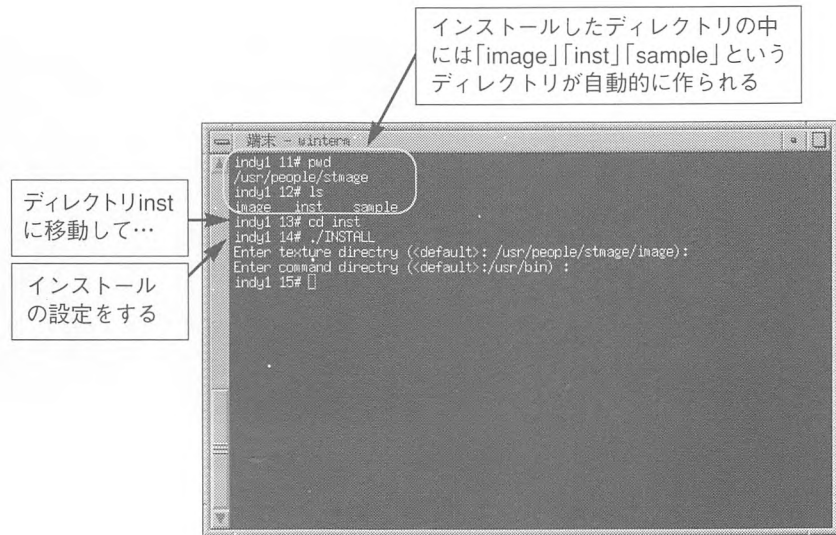 インストールしたディレクトリの中
には「image」「inst」「sample」という
ディレクトリが自動的に作られる
端末 - winterm
indy1 11# pwd
/usr/people/stmage
indy1 12# ls
image inst sample
indy1 13# cd inst
indy1 14# ./INSTALL
Enter texture directry (<default>: /usr/people/stmage/image):
Enter command directry (<default>:/usr/bin) :
indy1 15#
ディレクトリinst
に移動して…
インストール
の設定をする